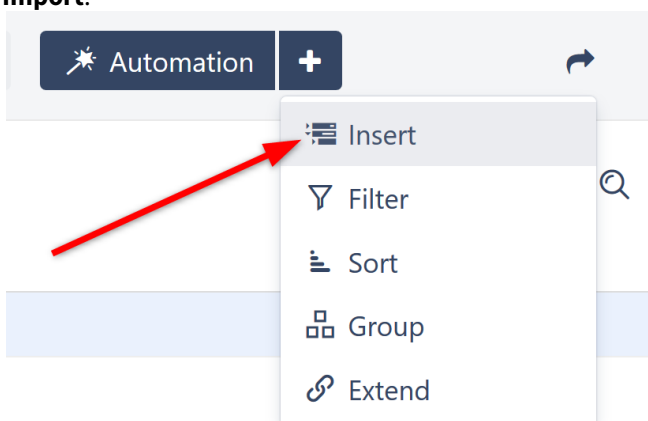 import.
Automation +
Insert
Filter
Sort
Group
Extend